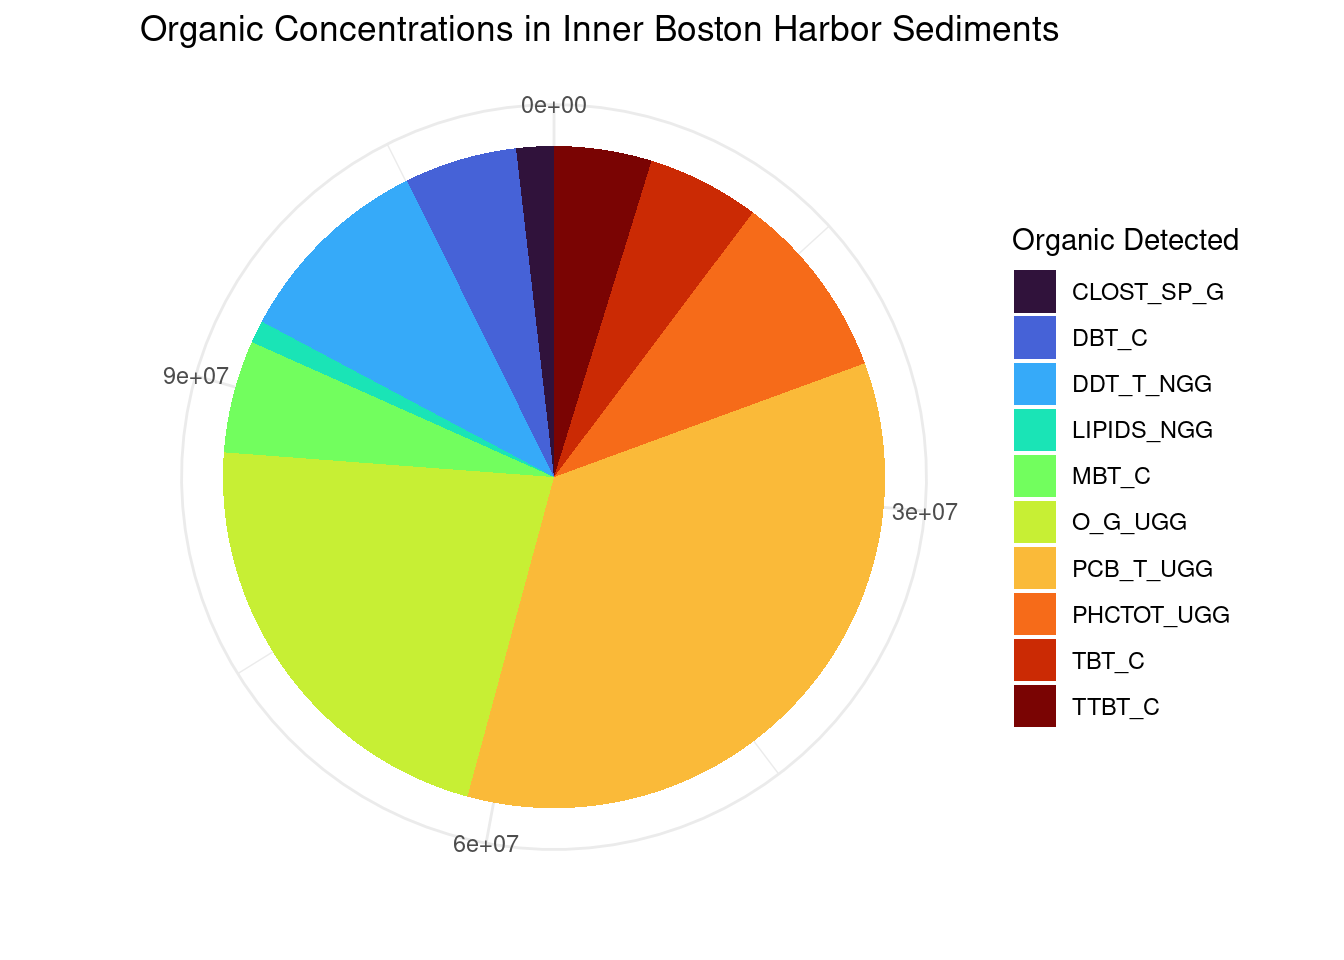 Organic Concentrations in Inner Boston Harbor Sediments
0e+00
9e+07
3e+07
6e+07
Organic Detected
CLOST_SP_G
DBT_C
DDT_T_NGG
LIPIDS_NGG
MBT_C
O_G_UGG
PCB_T_UGG
PHCTOT_UGG
TBT_C
TTBT_C